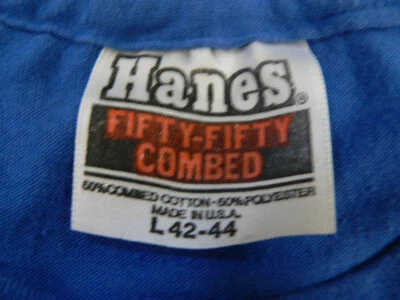 Hanes®
FIFTY-FIFTY
COMBED
50% COMBED COTTON-50% POLYESTER
MADE IN U.S.A.
L 42-44